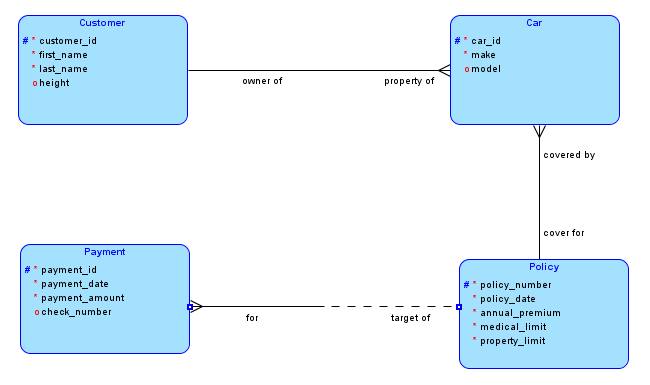 Customer
# * customer_id
* first_name
* last_name
o height
owner of
property of
Car
# * car_id
* make
o model
covered by
cover for
Payment
# * payment_id
* payment_date
* payment_amount
o check_number
for
target of
Policy
# * policy_number
* policy_date
* annual_premium
* medical_limit
* property_limit